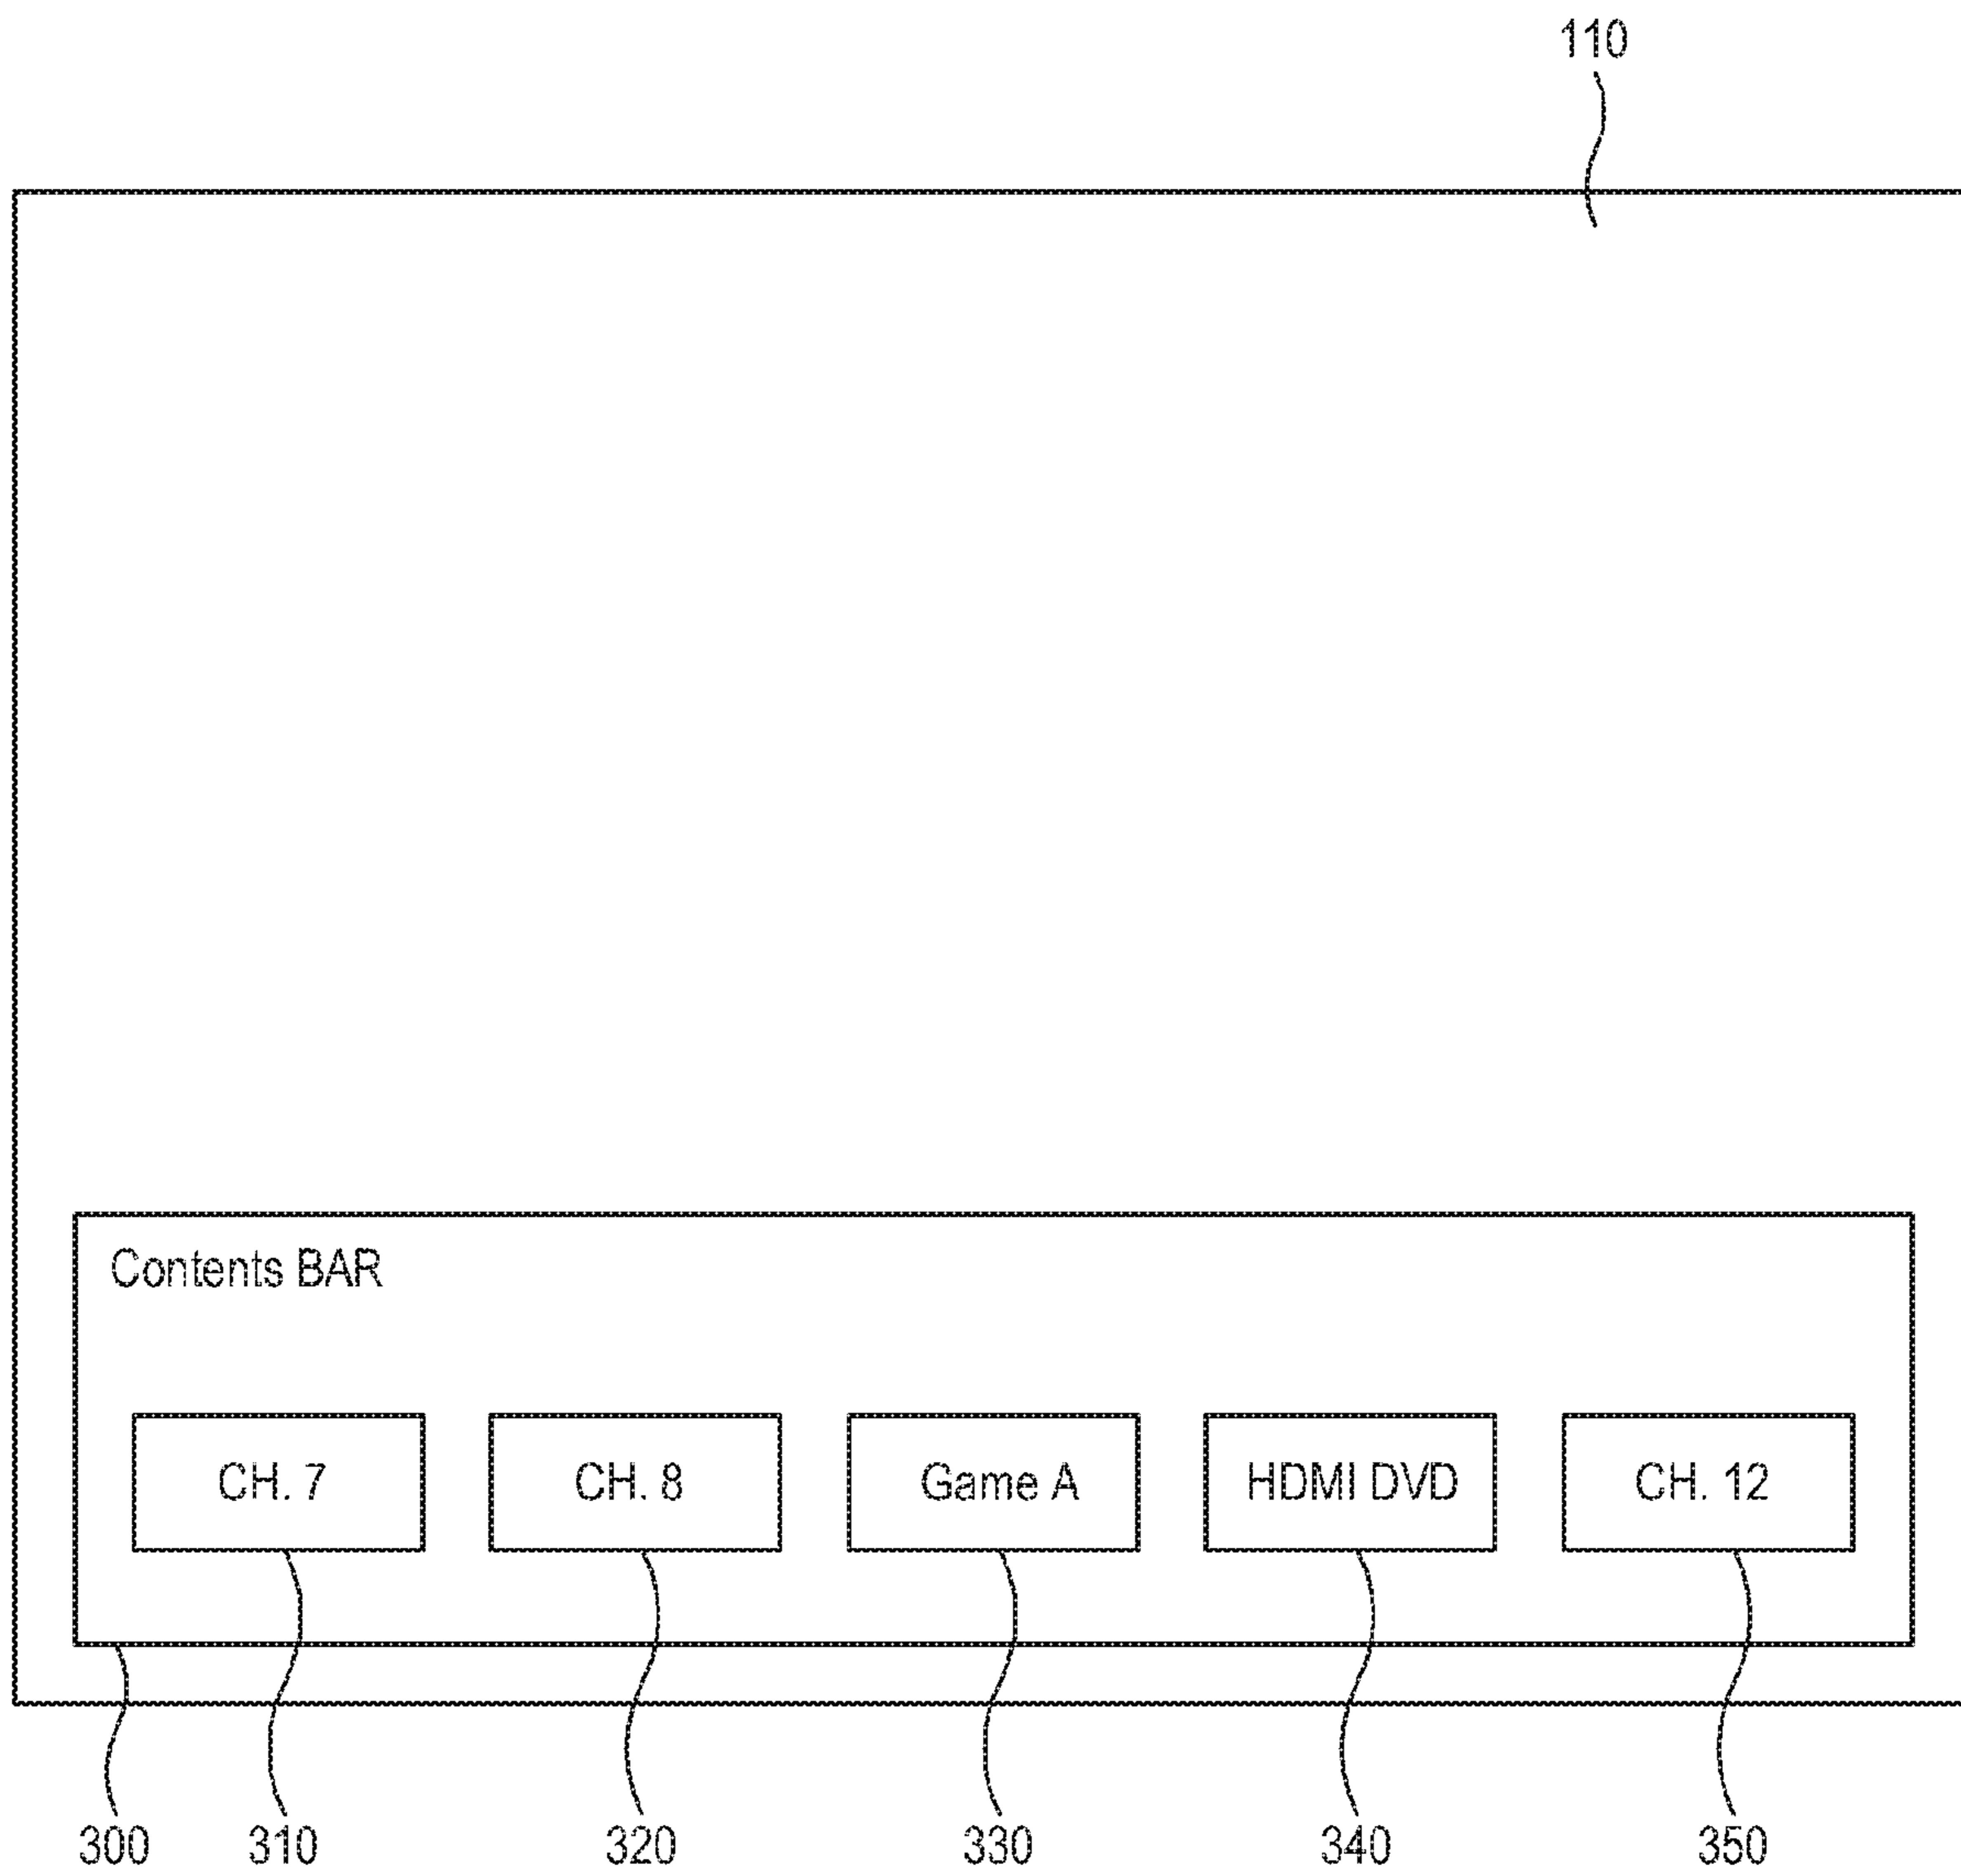 110
Contents BAR
CH. 7 CH. 8 Game A HDMI DVD CH. 12
300 310 320 330 340 350